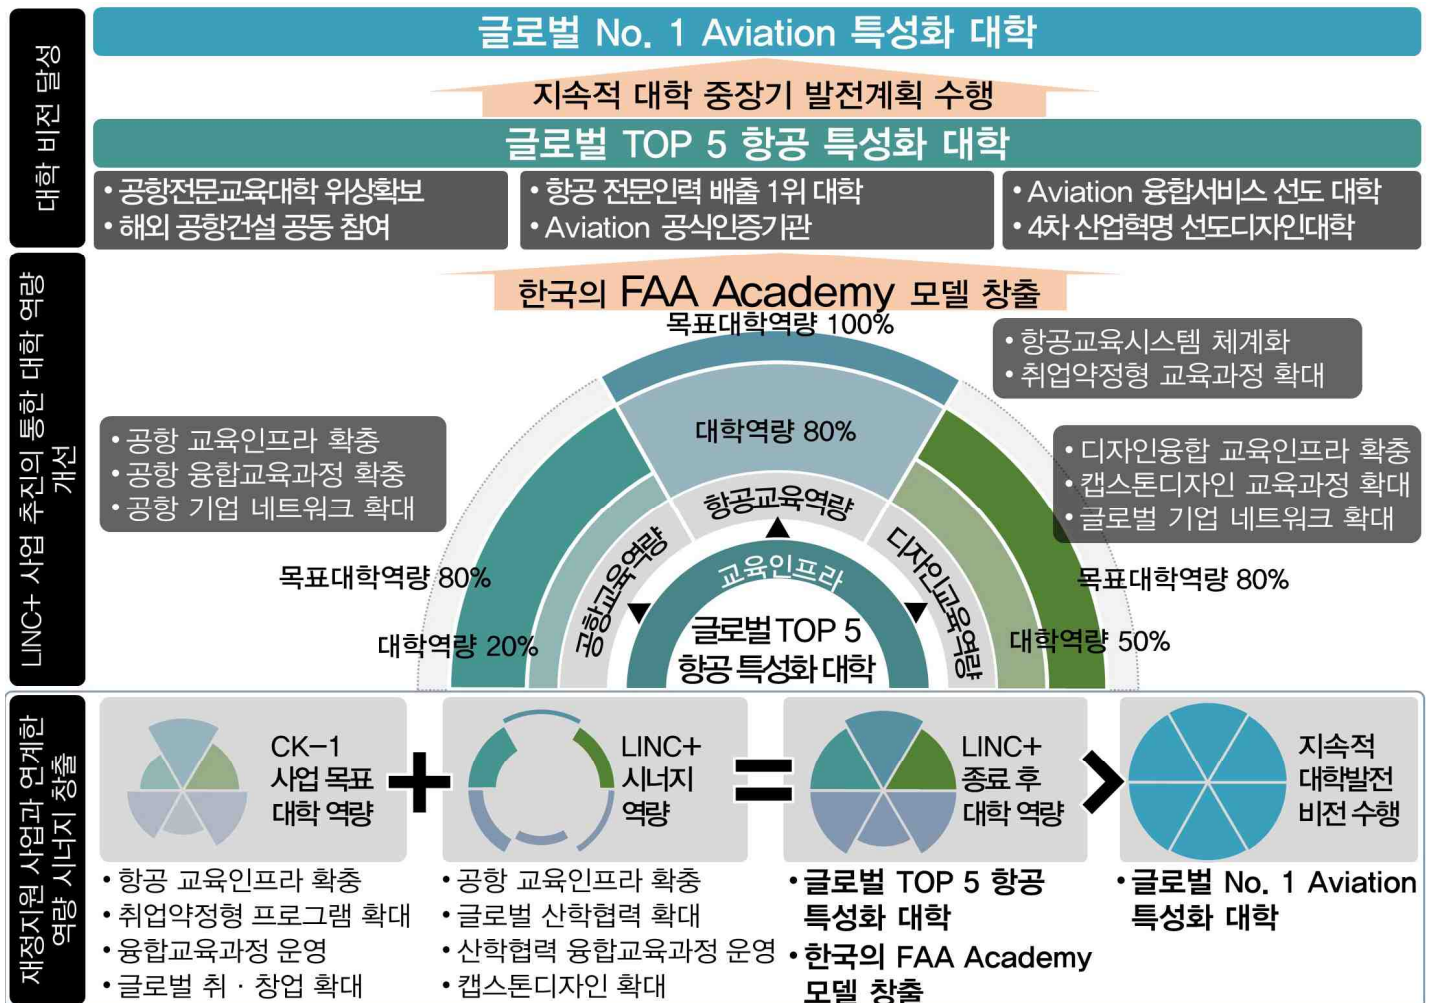 대학 비전 달성
글로벌 No. 1 Aviation 특성화 대학
지속적 대학 중장기 발전계획 수행
글로벌 TOP 5 항공 특성화 대학
• 공항전문교육대학 위상확보
• 해외 공항건설 공동 참여
• 항공 전문인력 배출 1위 대학
• Aviation 공식인증기관
• Aviation 융합서비스 선도 대학
• 4차 산업혁명 선도디자인대학
LINC+ 사업 추진의 통한 대학 역량
개선
한국의 FAA Academy 모델 창출
목표대학역량 100%
• 항공교육시스템 체계화
• 취업약정형 교육과정 확대
대학역량 80%
• 공항 교육인프라 확충
• 공항 융합교육과정 확충
• 공항 기업 네트워크 확대
• 디자인융합 교육인프라 확충
• 캡스톤디자인 교육과정 확대
• 글로벌 기업 네트워크 확대
항공교육역량
공항교육역량
디자인교육역량
교육인프라
목표대학역량 80%
목표대학역량 80%
대학역량 20%
대학역량 50%
글로벌 TOP 5
항공 특성화 대학
재정지원 사업과 연계한
역량 시너지 창출
CK-1
사업 목표
대학 역량
+
LINC+
시너지
역량
=
LINC+
종료 후
대학 역량
>
지속적
대학발전
비전 수행
• 항공 교육인프라 확충
• 취업약정형 프로그램 확대
• 융합교육과정 운영
• 글로벌 취 · 창업 확대
• 공항 교육인프라 확충
• 글로벌 산학협력 확대
• 산학협력 융합교육과정 운영
• 캡스톤디자인 확대
• 글로벌 TOP 5 항공
특성화 대학
• 한국의 FAA Academy
모델 창출
• 글로벌 No. 1 Aviation
특성화 대학